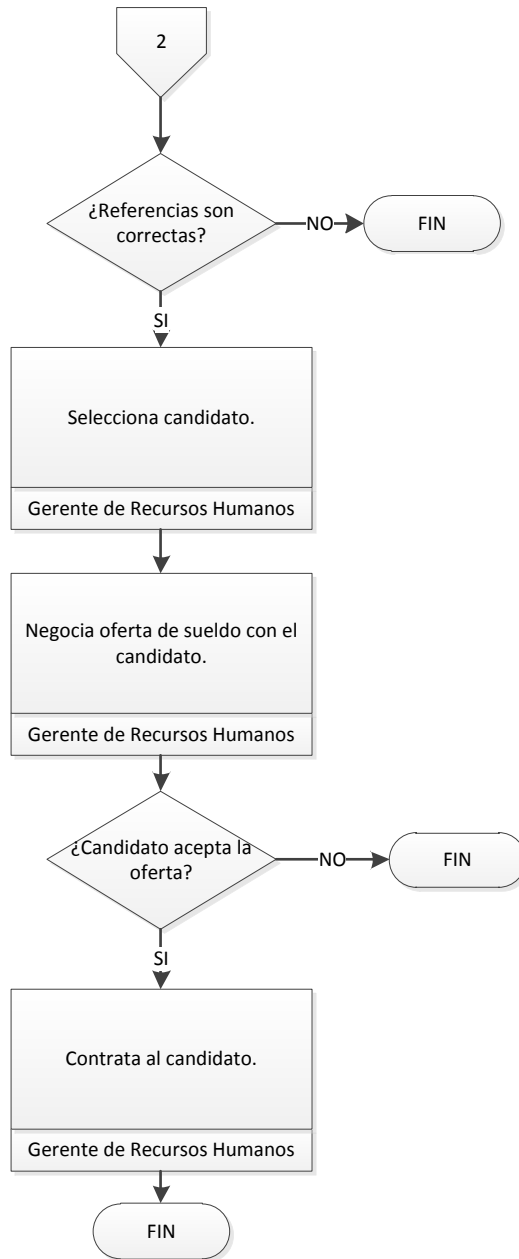 2
¿Referencias son
correctas?
NO
FIN
SI
Selecciona candidato.
Gerente de Recursos Humanos
Negocia oferta de sueldo con el
candidato.
Gerente de Recursos Humanos
¿Candidato acepta la
oferta?
NO
FIN
SI
Contrata al candidato.
Gerente de Recursos Humanos
FIN